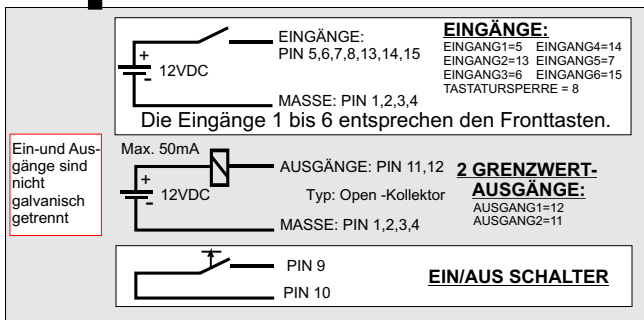 EINGÄNGE:
PIN 5,6,7,8,13,14,15
+
12VDC
-
MASSE: PIN 1,2,3,4
EINGÄNGE:
EINGANG1=5 EINGANG4=14
EINGANG2=13 EINGANG5=7
EINGANG3=6 EINGANG6=15
TASTATURSPERRE = 8
Die Eingänge 1 bis 6 entsprechen den Fronttasten.
Ein-und Aus-
gänge sind
nicht
galvanisch
getrennt
Max. 50mA
+
12VDC
-
AUSGÄNGE: PIN 11,12
Typ: Open -Kollektor
MASSE: PIN 1,2,3,4
2 GRENZWERT-
AUSGÄNGE:
AUSGANG1=12
AUSGANG2=11
PIN 9
PIN 10
EIN/AUS SCHALTER